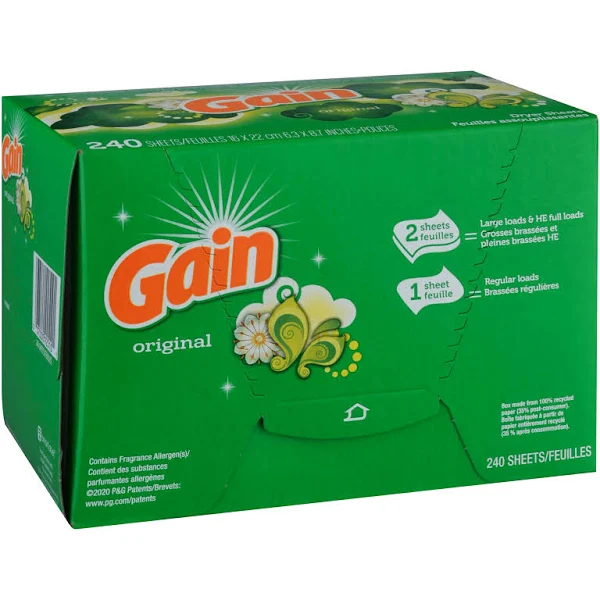 Gain
original
240 SHEETS/FEUILLES 16 X 22 cm 6.3 X 8.7 INCHES•POUCES
Dryer Sheets
Feuilles assouplissantes
Gain
Gain
original
2 sheets
feuilles
=
Large loads & HE full loads
Grosses brassées et
pleines brassées HE
1 sheet
feuille
=
Regular loads
Brassées régulières
Contains Fragrance Allergen(s)/
Contient des substances
parfumantes allergènes
©2020 P&G Patents/Brevets:
www.pg.com/patents
Box made from 100% recycled
paper (35% post-consumer).
Boîte fabriquée à partir de
papier entièrement recyclé
(35 % après consommation).
240 SHEETS/FEUILLES